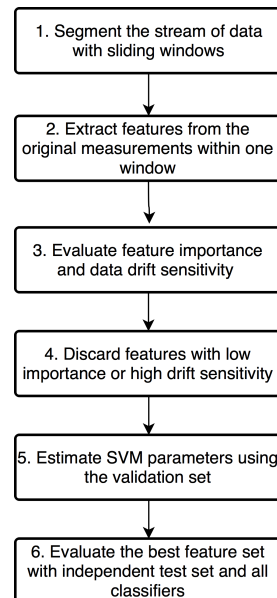 1. Segment the stream of data
with sliding windows
2. Extract features from the
original measurements within one
window
3. Evaluate feature importance
and data drift sensitivity
4. Discard features with low
importance or high drift sensitivity
5. Estimate SVM parameters using
the validation set
6. Evaluate the best feature set
with independent test set and all
classifiers